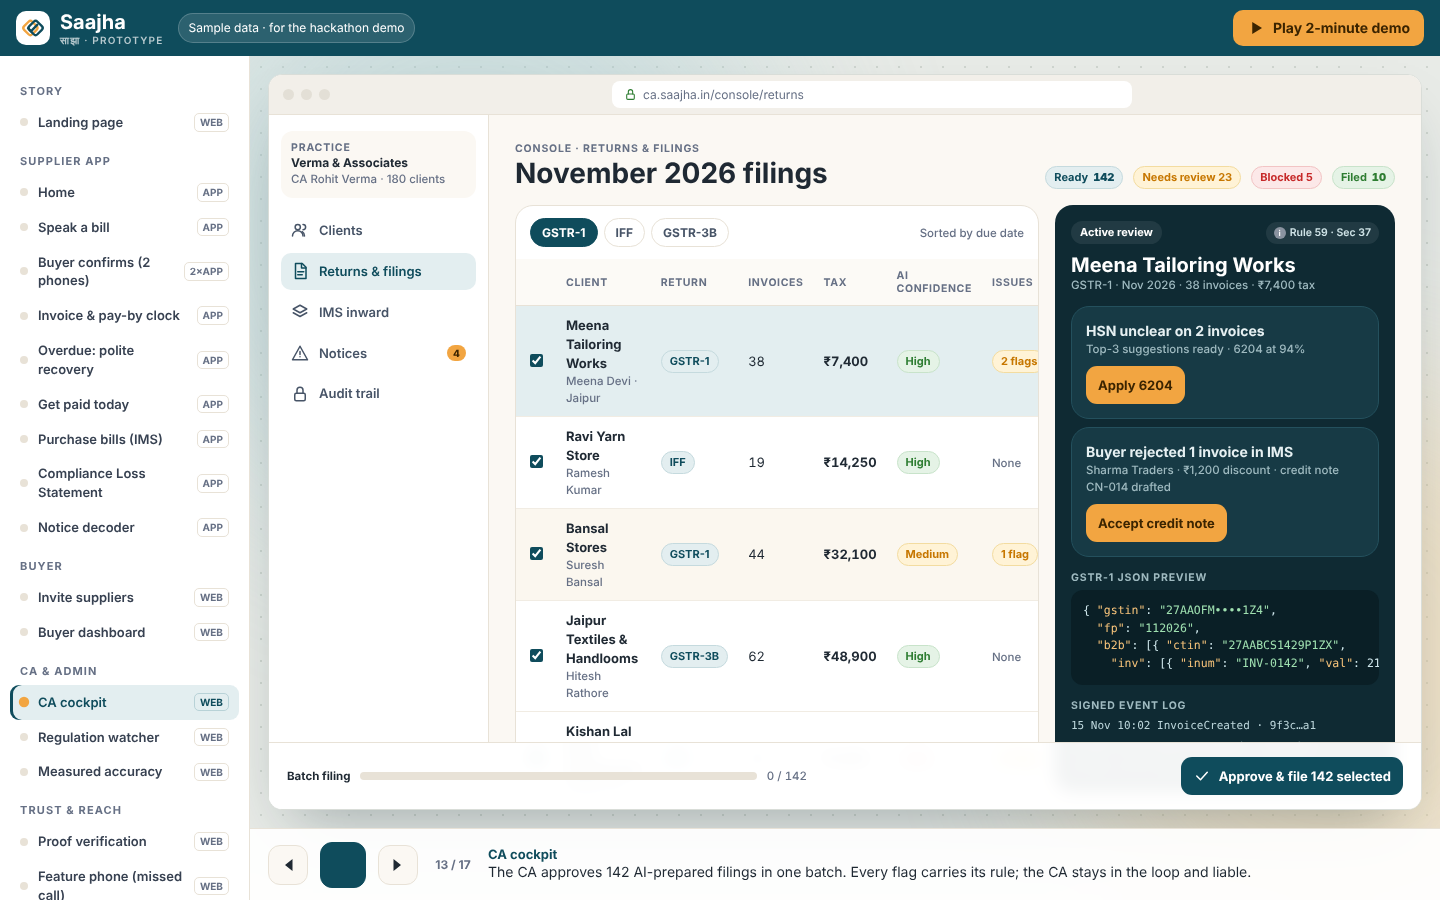 Saajha
साझा · PROTOTYPE
Sample data · for the hackathon demo
Play 2-minute demo
STORY
Landing page WEB
SUPPLIER APP
Home APP
Speak a bill APP
Buyer confirms (2
phones) 2×APP
Invoice & pay-by clock APP
Overdue: polite
recovery APP
Get paid today APP
Purchase bills (IMS) APP
Compliance Loss
Statement APP
Notice decoder APP
BUYER
Invite suppliers WEB
Buyer dashboard WEB
CA & ADMIN
CA cockpit WEB
Regulation watcher WEB
Measured accuracy WEB
TRUST & REACH
Proof verification WEB
Feature phone (missed
call) WEB
ca.saajha.in/console/returns
PRACTICE
Verma & Associates
CA Rohit Verma · 180 clients
Clients
Returns & filings
IMS inward
Notices 4
Audit trail
CONSOLE · RETURNS & FILINGS
November 2026 filings
Ready 142 Needs review 23 Blocked 5 Filed 10
GSTR-1 IFF GSTR-3B Sorted by due date
CLIENT RETURN INVOICES TAX AI CONFIDENCE ISSUES
Meena
Tailoring
Works
Meena Devi ·
Jaipur
GSTR-1 38 ₹7,400 High 2 flags
Ravi Yarn
Store
Ramesh
Kumar
IFF 19 ₹14,250 High None
Bansal
Stores
Suresh
Bansal
GSTR-1 44 ₹32,100 Medium 1 flag
Jaipur
Textiles &
Handlooms
Hitesh
Rathore
GSTR-3B 62 ₹48,900 High None
Kishan Lal
Active review Rule 59 · Sec 37
Meena Tailoring Works
GSTR-1 · Nov 2026 · 38 invoices · ₹7,400 tax
HSN unclear on 2 invoices
Top-3 suggestions ready · 6204 at 94%
Apply 6204
Buyer rejected 1 invoice in IMS
Sharma Traders · ₹1,200 discount · credit note
CN-014 drafted
Accept credit note
GSTR-1 JSON PREVIEW
{ "gstin": "27AAOFM••••1Z4",
"fp": "112026",
"b2b": [{ "ctin": "27AABCS1429P1ZX",
"inv": [{ "inum": "INV-0142", "val": 21
SIGNED EVENT LOG
15 Nov 10:02 InvoiceCreated · 9f3c…a1
Batch filing 0 / 142
Approve & file 142 selected
13 / 17
CA cockpit
The CA approves 142 AI-prepared filings in one batch. Every flag carries its rule; the CA stays in the loop and liable.